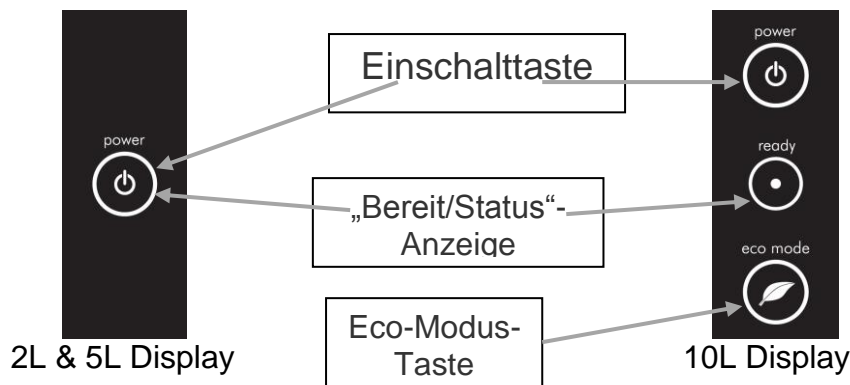 power
Einschalttaste
power
ready
„Bereit/Status“-
Anzeige
eco mode
Eco-Modus-
Taste
2L & 5L Display
10L Display